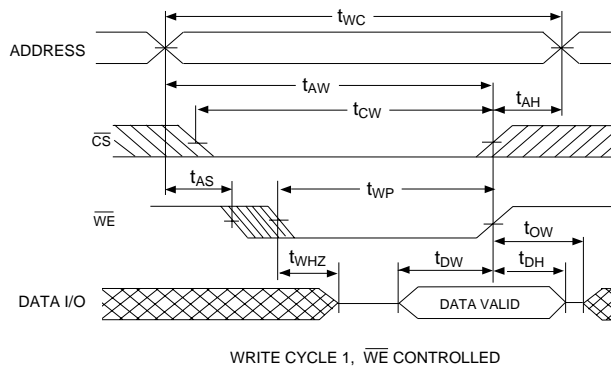 tWC
ADDRESS
tAW
tCW
tAH
CS
tAS
tWP
WE
tOW
tWHZ
tDW
tDH
DATA I/O
DATA VALID
WRITE CYCLE 1, WE CONTROLLED